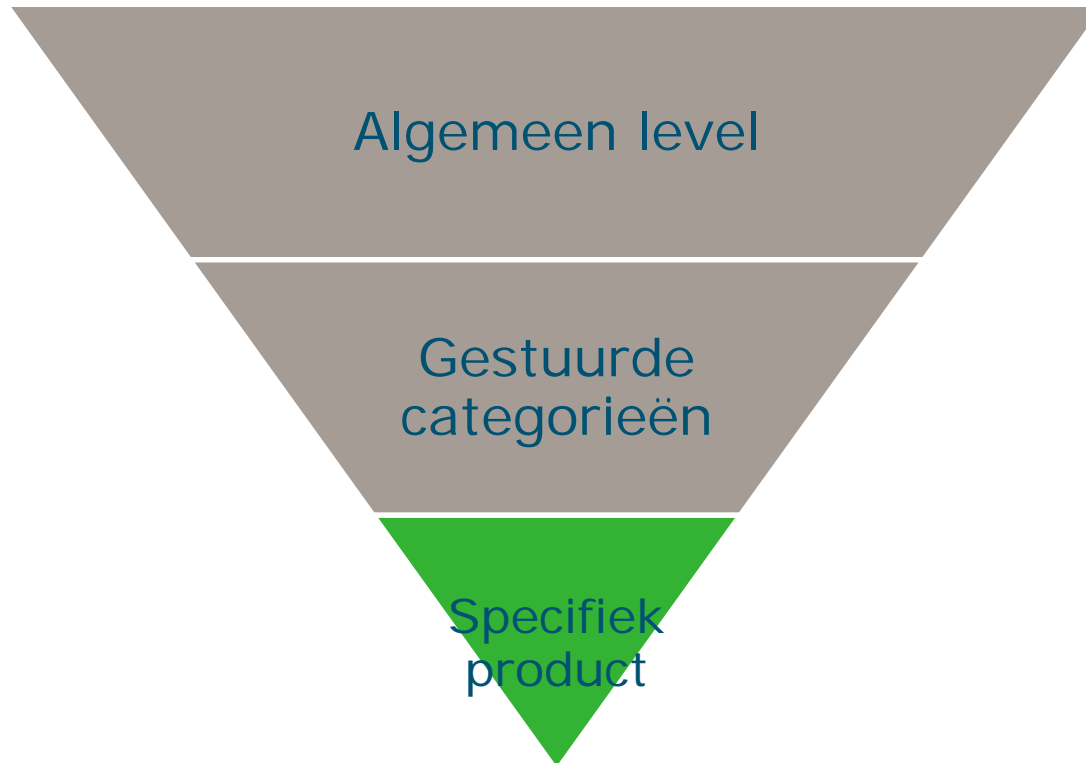 Algemeen level
Gestuurde
categorieën
Specifiek
product